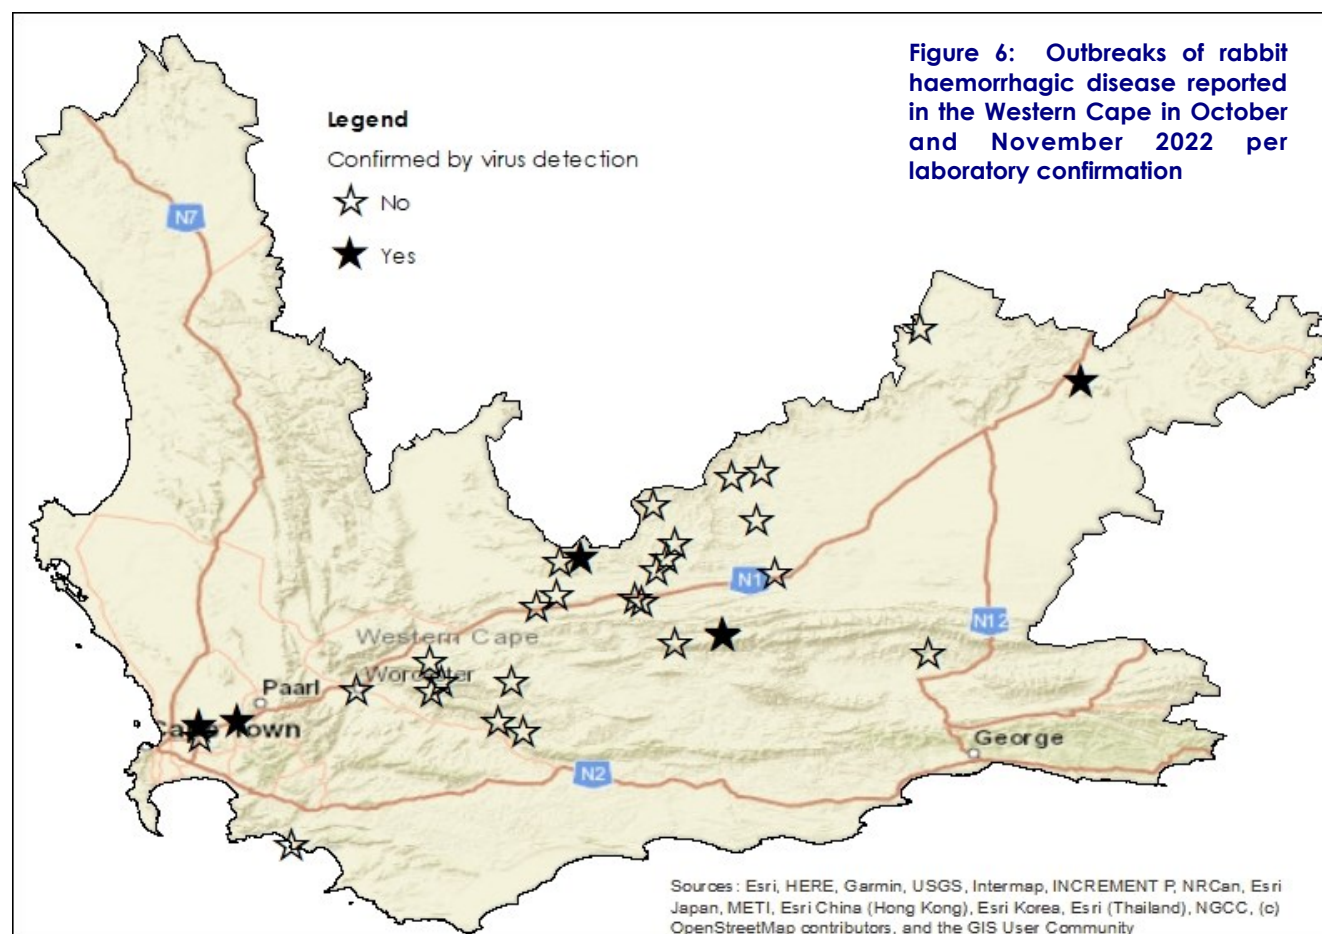 Figure 6: Outbreaks of rabbit
haemorrhagic disease reported
in the Western Cape in October
and November 2022 per
laboratory confirmation
Legend
Confirmed by virus detection
No
Yes
N7
N1
N12
Western Cape
Worcester
Paarl
Cape Town
George
N2
Sources: Esri, HERE, Garmin, USGS, Intermap, INCREMENT P, NRCan, Esri
Japan, METI, Esri China (Hong Kong), Esri Korea, Esri (Thailand), NGCC, (c)
OpenStreetMap contributors, and the GIS User Community